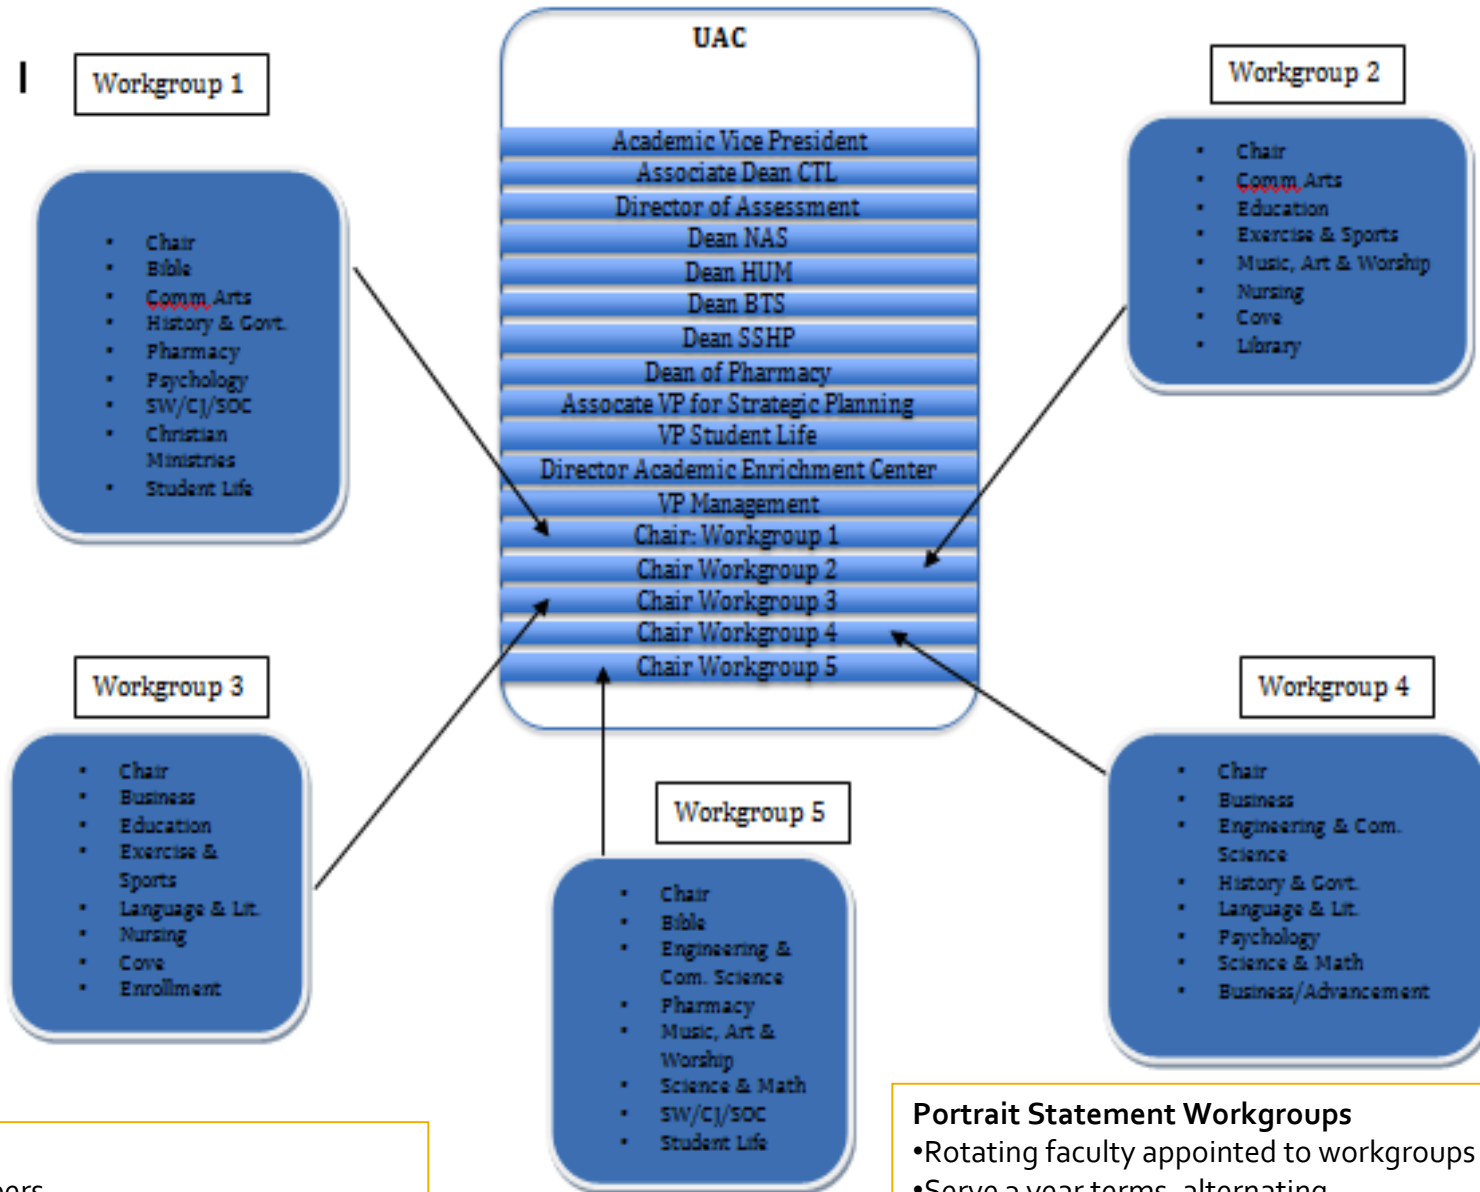 UAC
Academic Vice President
Associate Dean CTL
Director of Assessment
Dean NAS
Dean HUM
Dean BTS
Dean SSHP
Dean of Pharmacy
Assocate VP for Strategic Planning
VP Student Life
Director Academic Enrichment Center
VP Management
Chair: Workgroup 1
Chair Workgroup 2
Chair Workgroup 3
Chair Workgroup 4
Chair Workgroup 5
Workgroup 1
▪ Chair
▪ Bible
▪ Comm Arts
▪ History & Govt.
▪ Pharmacy
▪ Psychology
▪ SW/CJ/SOC
▪ Christian
Ministries
▪ Student Life
Workgroup 2
▪ Chair
▪ Comm Arts
▪ Education
▪ Exercise & Sports
▪ Music, Art & Worship
▪ Nursing
▪ Cove
▪ Library
Workgroup 3
▪ Chair
▪ Business
▪ Education
▪ Exercise &
Sports
▪ Language & Lit.
▪ Nursing
▪ Cove
▪ Enrollment
Workgroup 5
▪ Chair
▪ Bible
▪ Engineering &
Com. Science
▪ Pharmacy
▪ Music, Art &
Worship
▪ Science & Math
▪ SW/CJ/SOC
▪ Student Life
Workgroup 4
▪ Chair
▪ Business
▪ Engineering & Com.
Science
▪ History & Govt.
▪ Language & Lit.
▪ Psychology
▪ Science & Math
▪ Business/Advancement
Portrait Statement Workgroups
•Rotating faculty appointed to workgroups
•Serve a year terms, alternating